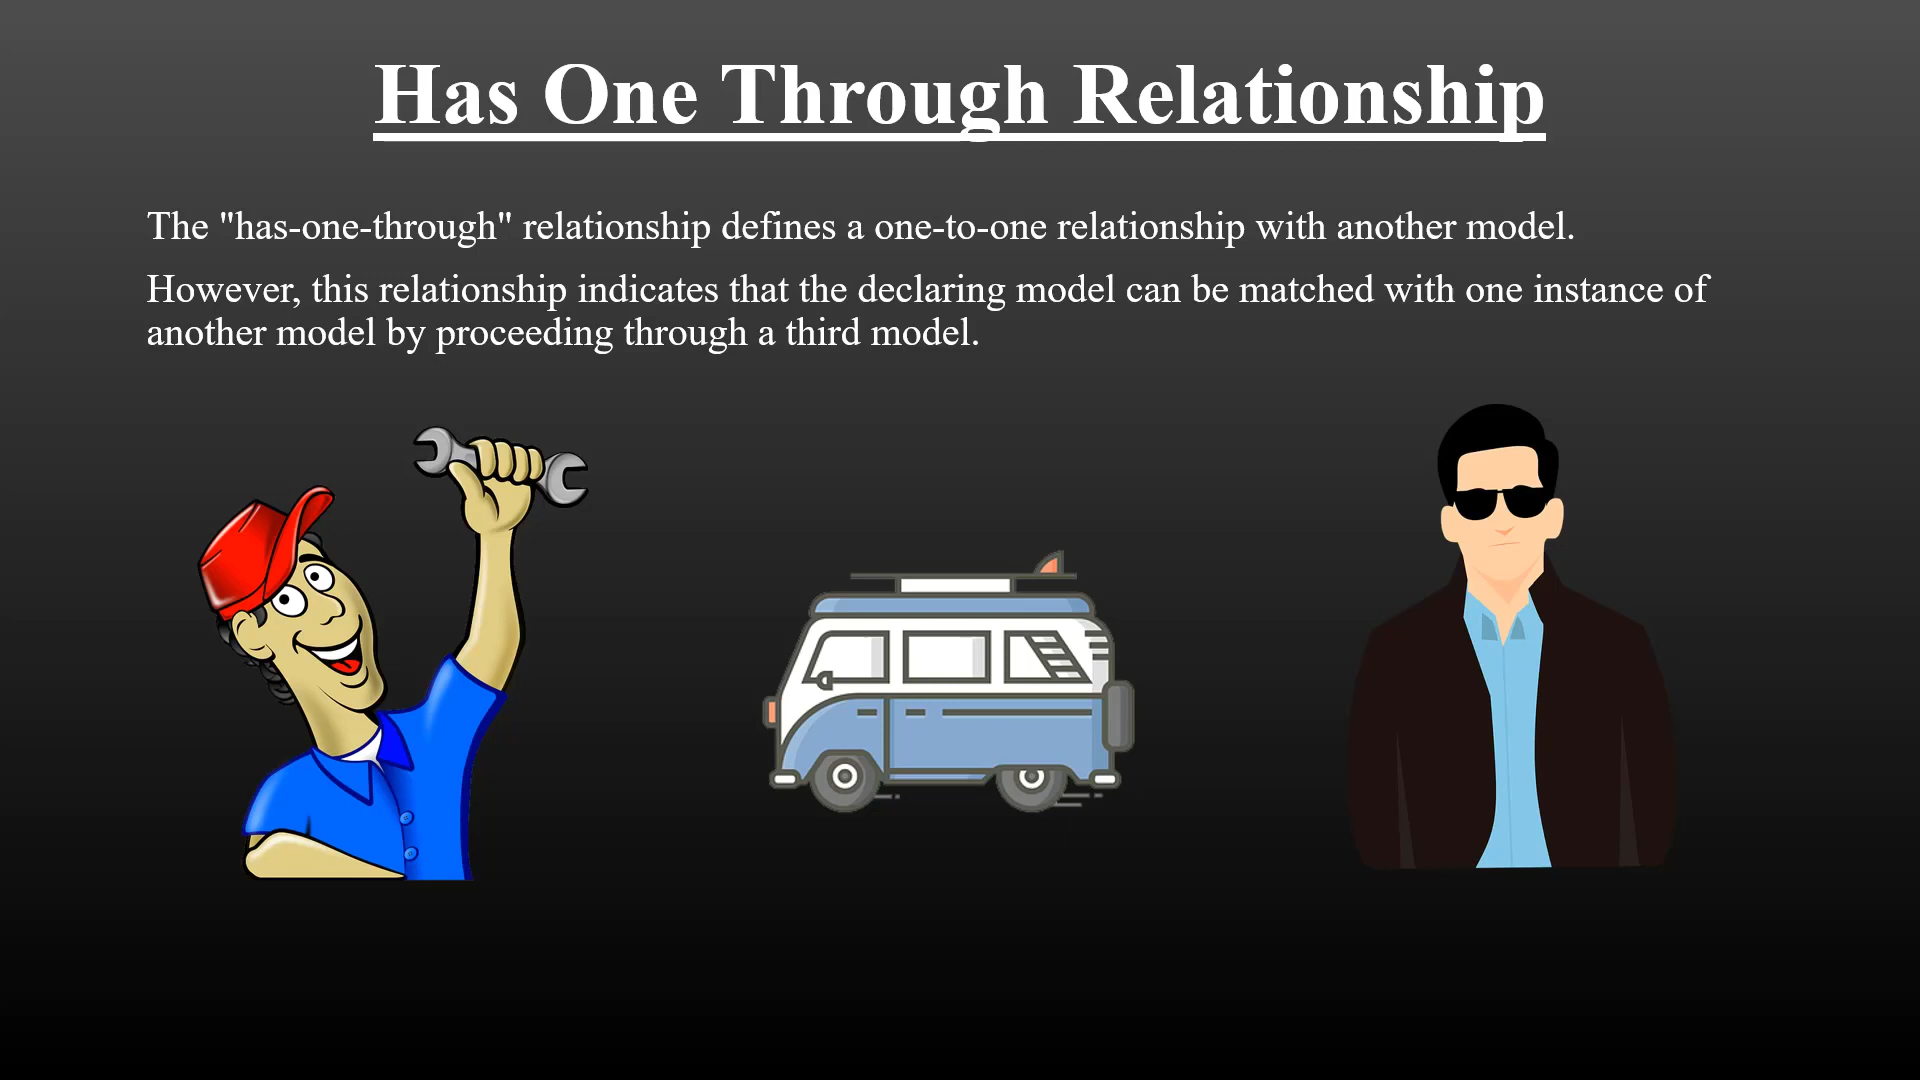 Has One Through Relationship
The "has-one-through" relationship defines a one-to-one relationship with another model.
However, this relationship indicates that the declaring model can be matched with one instance of
another model by proceeding through a third model.